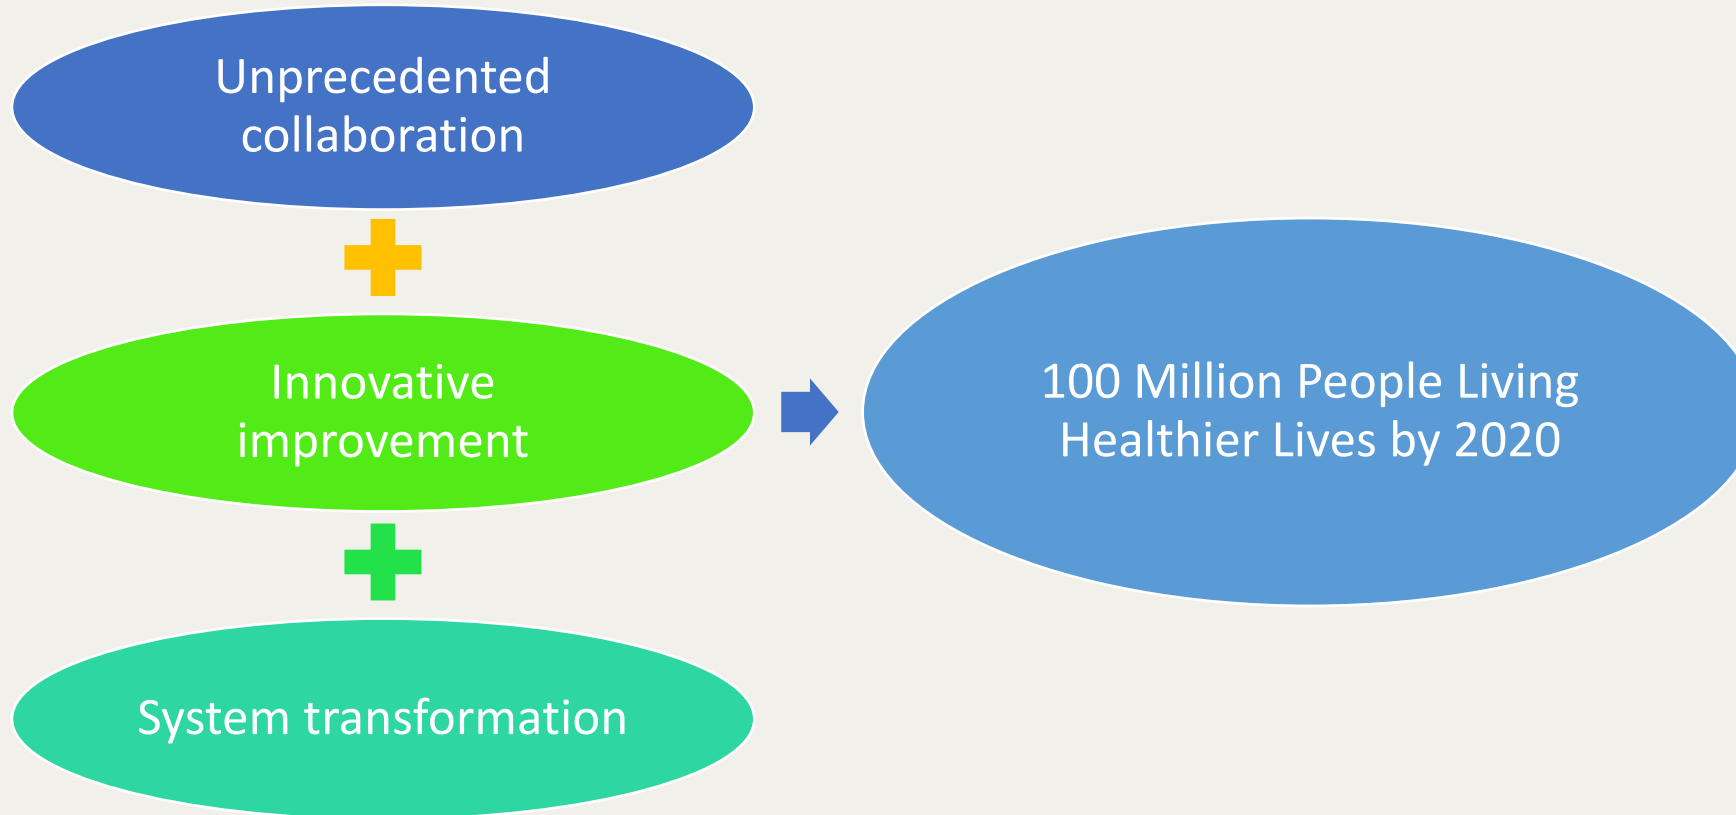 Unprecedented
collaboration
Innovative
improvement
System transformation
100 Million People Living
Healthier Lives by 2020